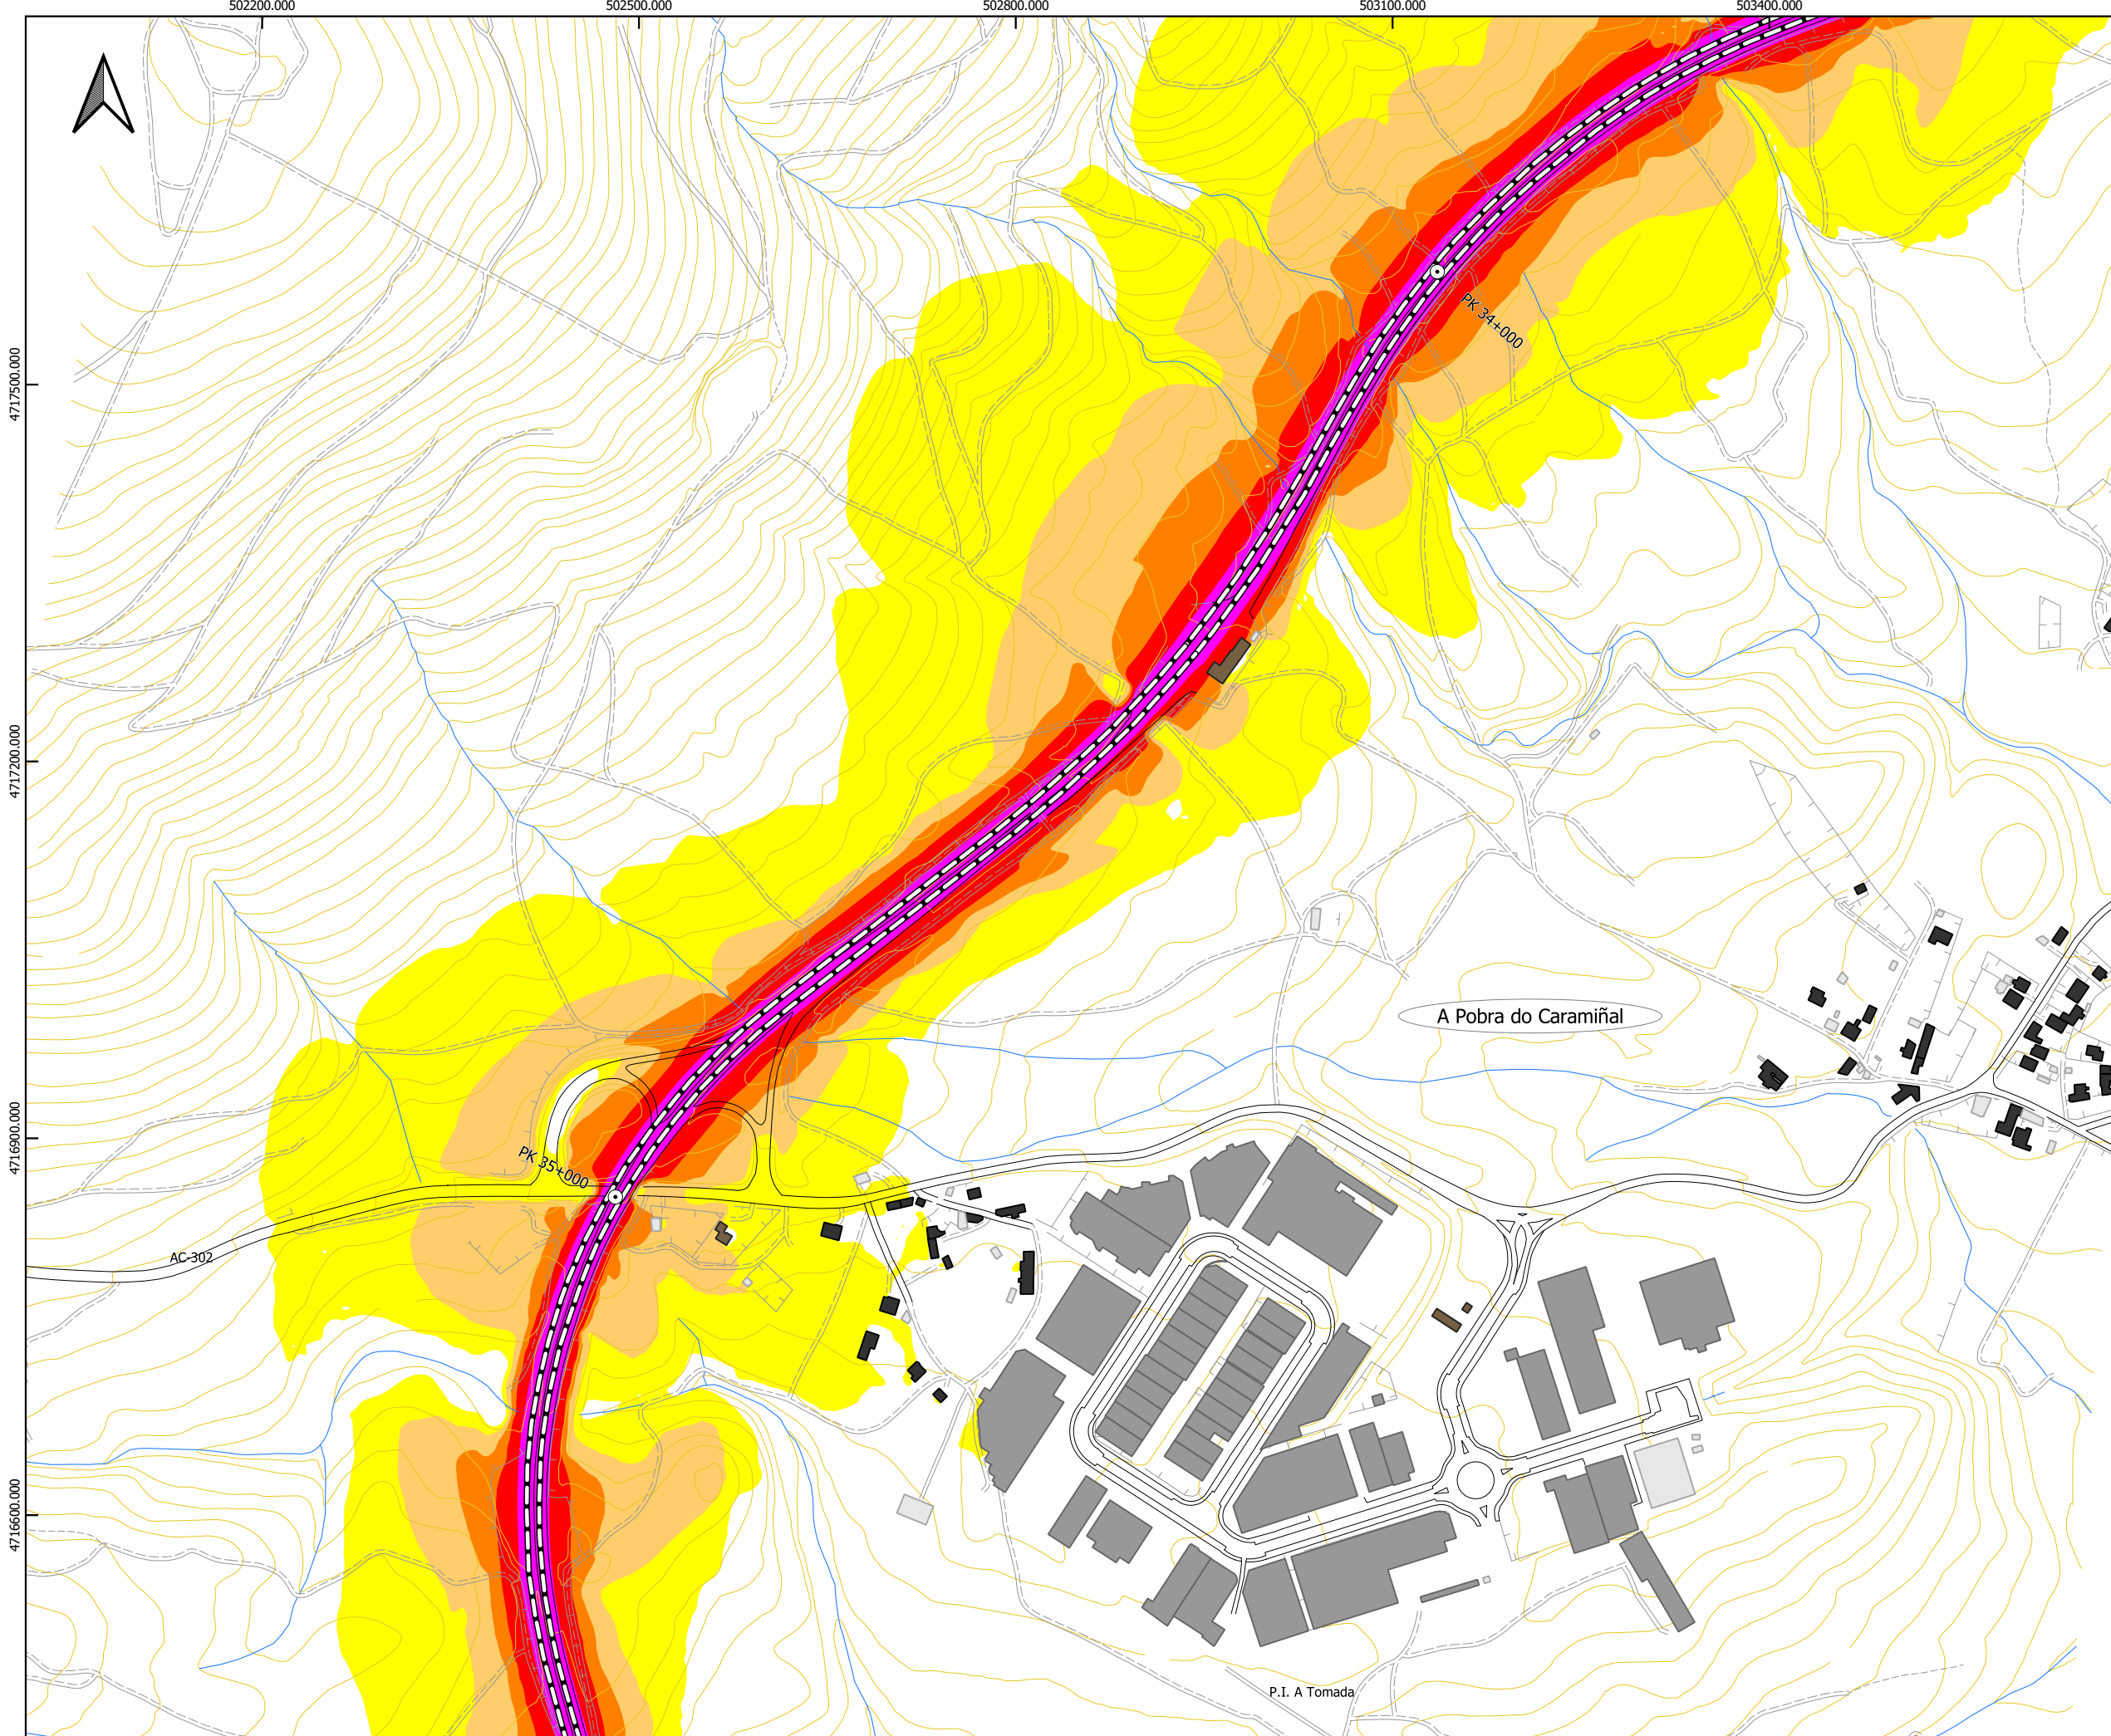 502200.000
502500.000
502800.000
503100.000
503400.000
4717500.000
PK 34+000
4717200.000
A Pobra do Caramiñal
4716900.000
PK 35+000
AC-302
4716600.000
P.I. A Tomada